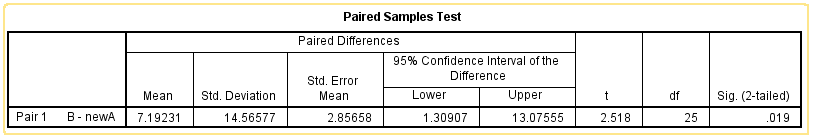 Paired Samples Test
Paired Differences
95% Confidence Interval of the
Difference
Std. Error
Mean
Mean Std. Deviation Lower Upper t df Sig. (2-tailed)
Pair 1 B - newA 7.19231 14.56577 2.85658 1.30907 13.07555 2.518 25 .019